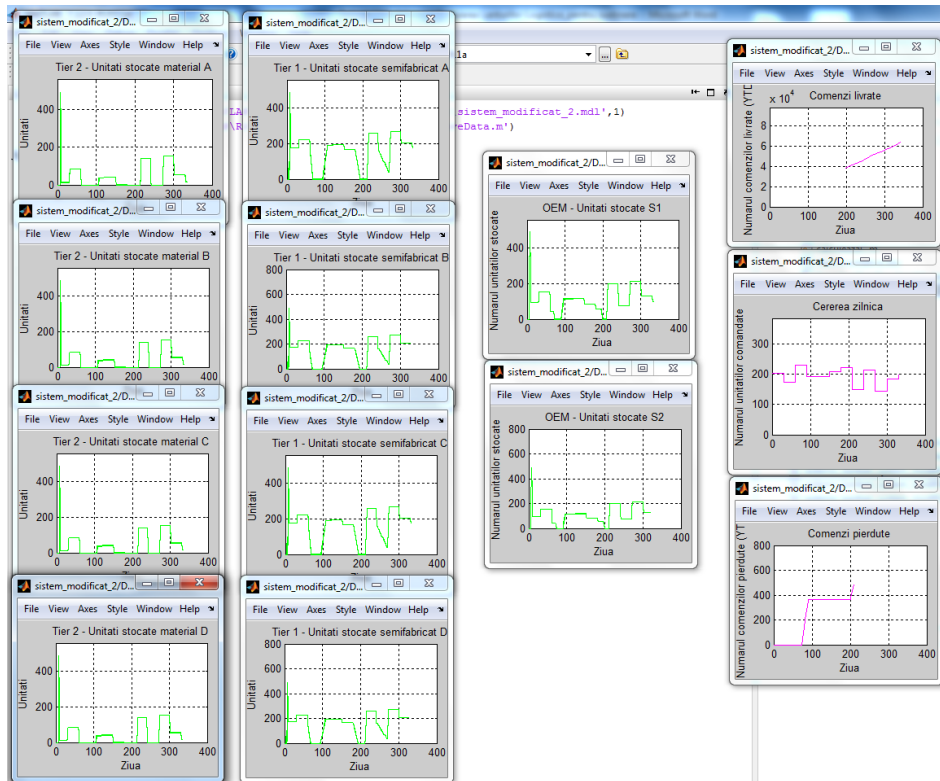 sistem_modificat_2/D...
File View Axes Style Window Help
Tier 2 - Unitati stocate material A
Unitati
400
200
0
0 100 200 300 400
sistem_modificat_2/D...
File View Axes Style Window Help
Tier 2 - Unitati stocate material B
Unitati
400
200
0
0 100 200 300 400
sistem_modificat_2/D...
File View Axes Style Window Help
Tier 2 - Unitati stocate material C
Unitati
400
200
0
0 100 200 300 400
sistem_modificat_2/D...
File View Axes Style Window Help
Tier 2 - Unitati stocate material D
Unitati
400
200
0
0 100 200 300 400
Ziua
sistem_modificat_2/D...
File View Axes Style Window Help
Tier 1 - Unitati stocate semifabricat A
400
200
0
0 100 200 300 400
sistem_modificat_2/D...
File View Axes Style Window Help
Tier 1 - Unitati stocate semifabricat B
800
600
400
200
0
0 100 200 300 400
sistem_modificat_2/D...
File View Axes Style Window Help
Tier 1 - Unitati stocate semifabricat C
400
200
0
0 100 200 300 400
Ziua
sistem_modificat_2/D...
File View Axes Style Window Help
Tier 1 - Unitati stocate semifabricat D
800
600
400
200
0
0 100 200 300 400
Ziua
la
sistem_modificat_2.mdl',1)
eData.m')
sistem_modificat_2/D...
File View Axes Style Window Help
OEM - Unitati stocate S1
Numarul unitatilor stocate
400
200
0
0 100 200 300 400
Ziua
sistem_modificat_2/D...
File View Axes Style Window Help
OEM - Unitati stocate S2
Numarul unitatilor stocate
800
600
400
200
0
0 100 200 300 400
Ziua
sistem_modificat_2/D...
File View Axes Style Window Help
x 10⁴ Comenzi livrate
Numarul comenzilor livrate (YTD
8
6
4
2
0
0 100 200 300 400
Ziua
sistem_modificat_2/D...
File View Axes Style Window Help
Cererea zilnica
Numarul unitatilor comandate
300
200
100
0
0 100 200 300 400
Ziua
sistem_modificat_2/D...
File View Axes Style Window Help
Comenzi pierdute
Numarul comenzilor pierdute (YT
800
600
400
200
0
0 100 200 300 400
Ziua